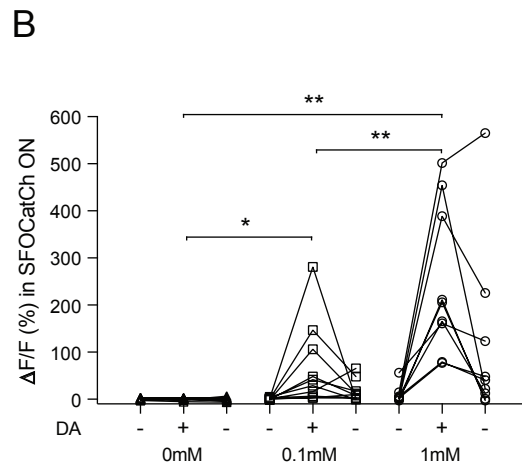 B
ΔF/F (%) in SFOCatCh ON
600
500
400
300
200
100
0
**
**
*
DA - + - - + - - + -
0mM 0.1mM 1mM